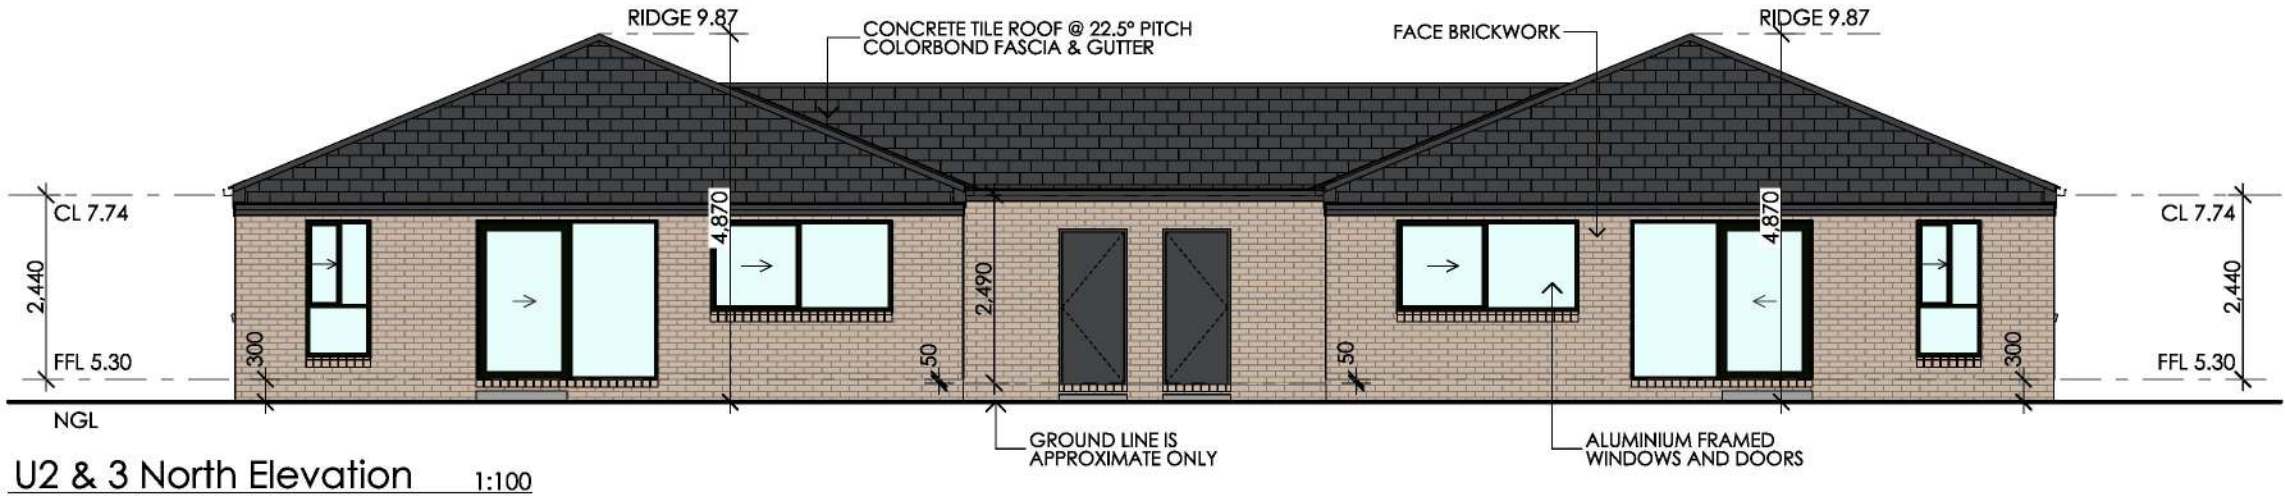 RIDGE 9.87
CONCRETE TILE ROOF @ 22.5° PITCH
COLORBOND FASCIA & GUTTER
FACE BRICKWORK
RIDGE 9.87
CL 7.74
4,870
4,870
CL 7.74
2,440
2,490
2,440
300
50
50
300
FFL 5.30
FFL 5.30
NGL
GROUND LINE IS
APPROXIMATE ONLY
ALUMINIUM FRAMED
WINDOWS AND DOORS
U2 & 3 North Elevation 1:100